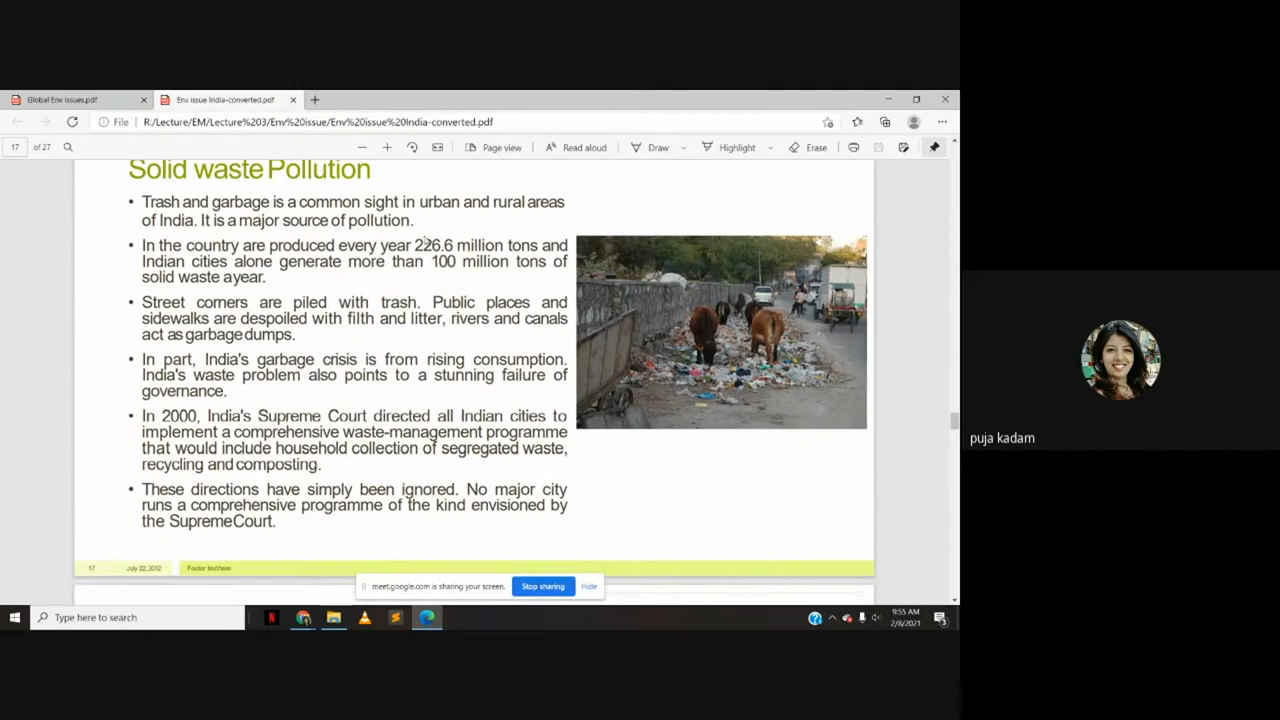 Global Env issues.pdf
Env issue India-converted.pdf
File
R:/Lecture/EM/Lecture%203/Env%20issue/Env%20issue%20India-converted.pdf
17 of 27
Page view
Read aloud
Draw
Highlight
Erase
Solid waste Pollution
• Trash and garbage is a common sight in urban and rural areas
of India. It is a major source of pollution.
• In the country are produced every year 226.6 million tons and
Indian cities alone generate more than 100 million tons of
solid waste ayear.
• Street corners are piled with trash. Public places and
sidewalks are despoiled with filth and litter, rivers and canals
act as garbage dumps.
• In part, India's garbage crisis is from rising consumption.
India's waste problem also points to a stunning failure of
governance.
• In 2000, India's Supreme Court directed all Indian cities to
implement a comprehensive waste-management programme
that would include household collection of segregated waste,
recycling and composting.
• These directions have simply been ignored. No major city
runs a comprehensive programme of the kind envisioned by
the SupremeCourt.
17 July 22, 2012 Footer text here
meet.google.com is sharing your screen.
Stop sharing
Hide
puja kadam
Type here to search
9:55 AM
2/8/2021